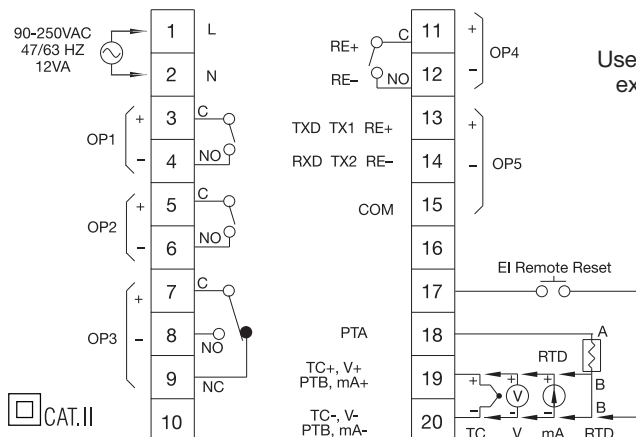 90-250VAC
47/63 HZ
12VA
1 L
2 N
OP1 + 3 C
- 4 NO
OP2 + 5 C
- 6 NO
OP3 + 7 C
- 8 NO
9 NC
10
CAT.II
RE+ C 11 + OP4
RE- NO 12 -
TXD TX1 RE+ 13 +
RXD TX2 RE- 14 - OP5
COM 15
16
17 EI Remote Reset
PTA 18 A
TC+, V+
PTB, mA+ 19 + + + RTD B
V
TC-, V-
PTB, mA- 20 - - - B
TC V mA RTD
Use
ex